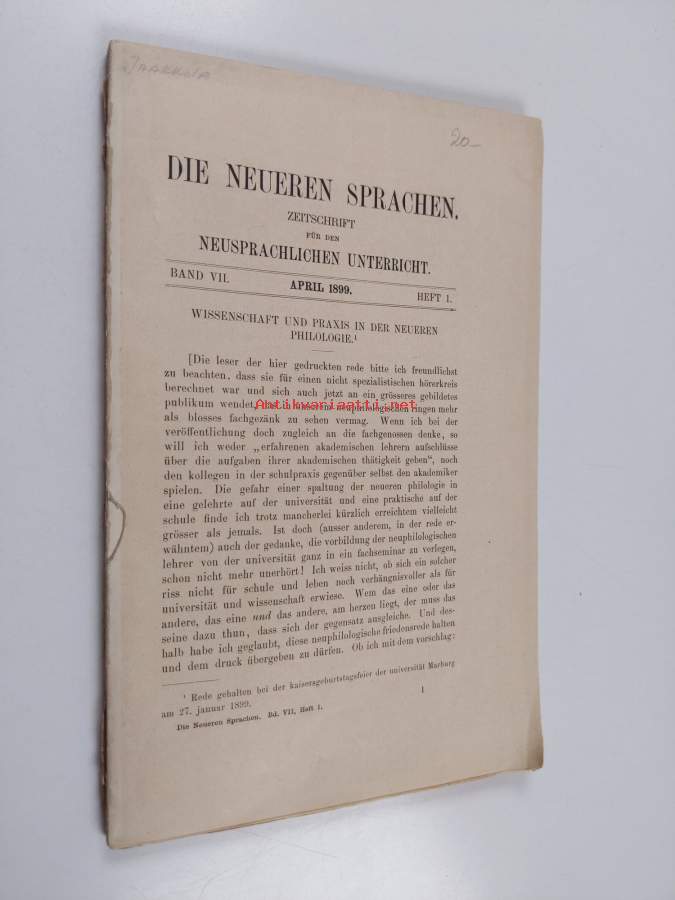 20–
DIE NEUEREN SPRACHEN.
ZEITSCHRIFT
FÜR DEN
NEUSPRACHLICHEN UNTERRICHT.
BAND VII. APRIL 1899. HEFT 1.
WISSENSCHAFT UND PRAXIS IN DER NEUEREN
PHILOLOGIE.¹
[Die leser der hier gedruckten rede bitte ich freundlichst
zu beachten, dass sie für einen nicht spezialistischen hörerkreis
berechnet war und sich auch jetzt an ein grösseres gebildetes
publikum wendet, das in unserm neuphilologischen ringen mehr
Antikvariaatti.net
als blosses fachgezänk zu sehen vermag. Wenn ich bei der
veröffentlichung doch zugleich an die fachgenossen denke, so
will ich weder „erfahrenen akademischen lehrern aufschlüsse
über die aufgaben ihrer akademischen thätigkeit geben“, noch
den kollegen in der schulpraxis gegenüber selbst den akademiker
spielen. Die gefahr einer spaltung der neueren philologie in
eine gelehrte auf der universität und eine praktische auf der
schule finde ich trotz mancherlei kürzlich erreichtem vielleicht
grösser als jemals. Ist doch (ausser anderem, in der rede er-
wähntem) auch der gedanke, die vorbildung der neuphilologischen
lehrer von der universität ganz in ein fachseminar zu verlegen,
schon nicht mehr unerhört! Ich weiss nicht, ob sich ein solcher
riss nicht für schule und leben noch verhängnisvoller als für
universität und wissenschaft erwiese. Wem das eine oder das
andere, das eine und das andere, am herzen liegt, der muss das
seine dazu thun, dass sich der gegensatz ausgleiche. Und des-
halb habe ich geglaubt, diese neuphilologische friedensrede halten
und dem druck übergeben zu dürfen. Ob ich mit dem vorschlag:
¹ Rede gehalten bei der kaisersgeburtstagsfeier der universität Marburg
am 27. januar 1899.
Die Neueren Sprachen. Bd. VII, Heft 1. 1